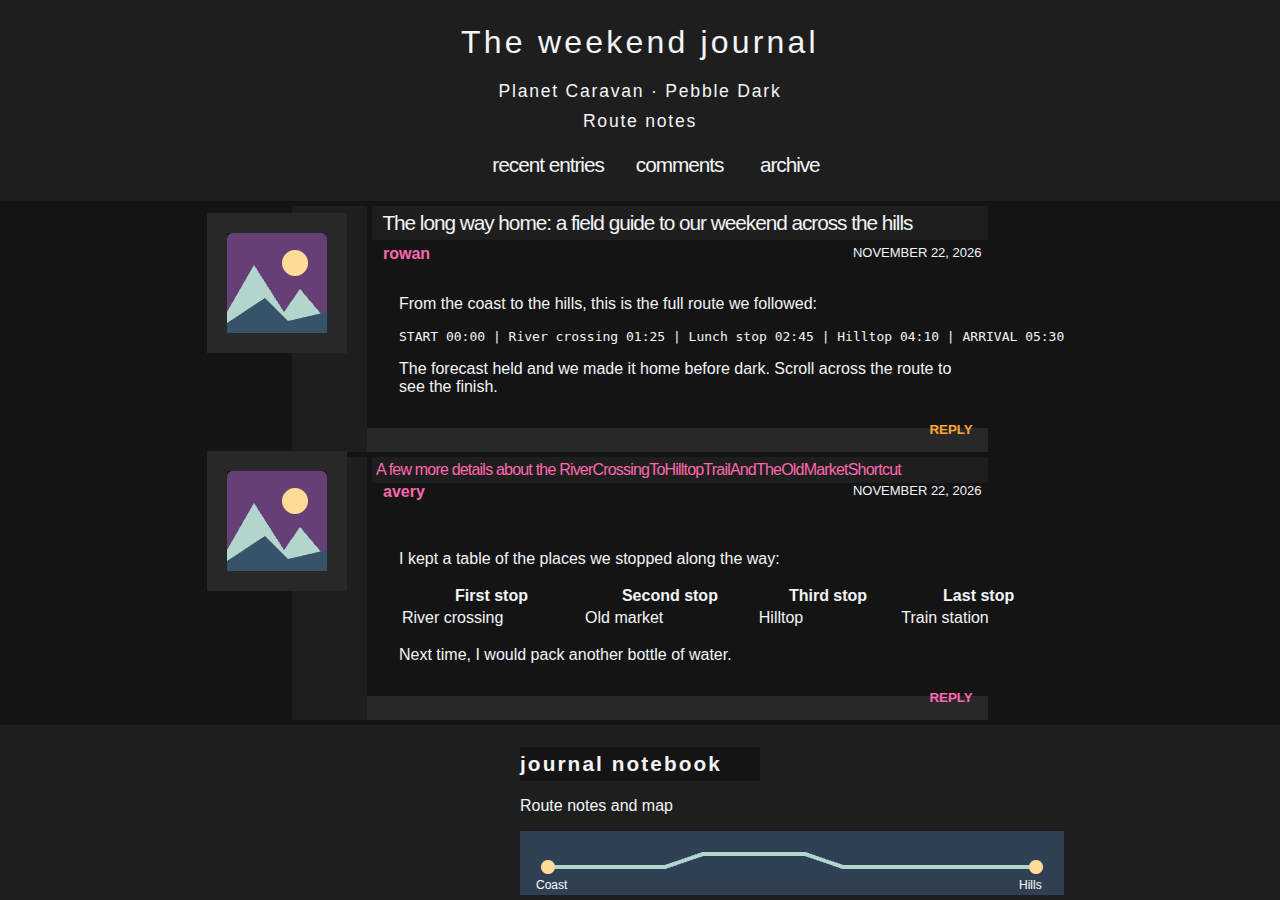 The weekend journal
Planet Caravan · Pebble Dark
Route notes
recent entries comments archive
The long way home: a field guide to our weekend across the hills
rowan NOVEMBER 22, 2026
From the coast to the hills, this is the full route we followed:
START 00:00 | River crossing 01:25 | Lunch stop 02:45 | Hilltop 04:10 | ARRIVAL 05:30
The forecast held and we made it home before dark. Scroll across the route to
see the finish.
REPLY
A few more details about the RiverCrossingToHilltopTrailAndTheOldMarketShortcut
avery NOVEMBER 22, 2026
I kept a table of the places we stopped along the way:
First stop Second stop Third stop Last stop
River crossing Old market Hilltop Train station
Next time, I would pack another bottle of water.
REPLY
journal notebook
Route notes and map
Coast Hills